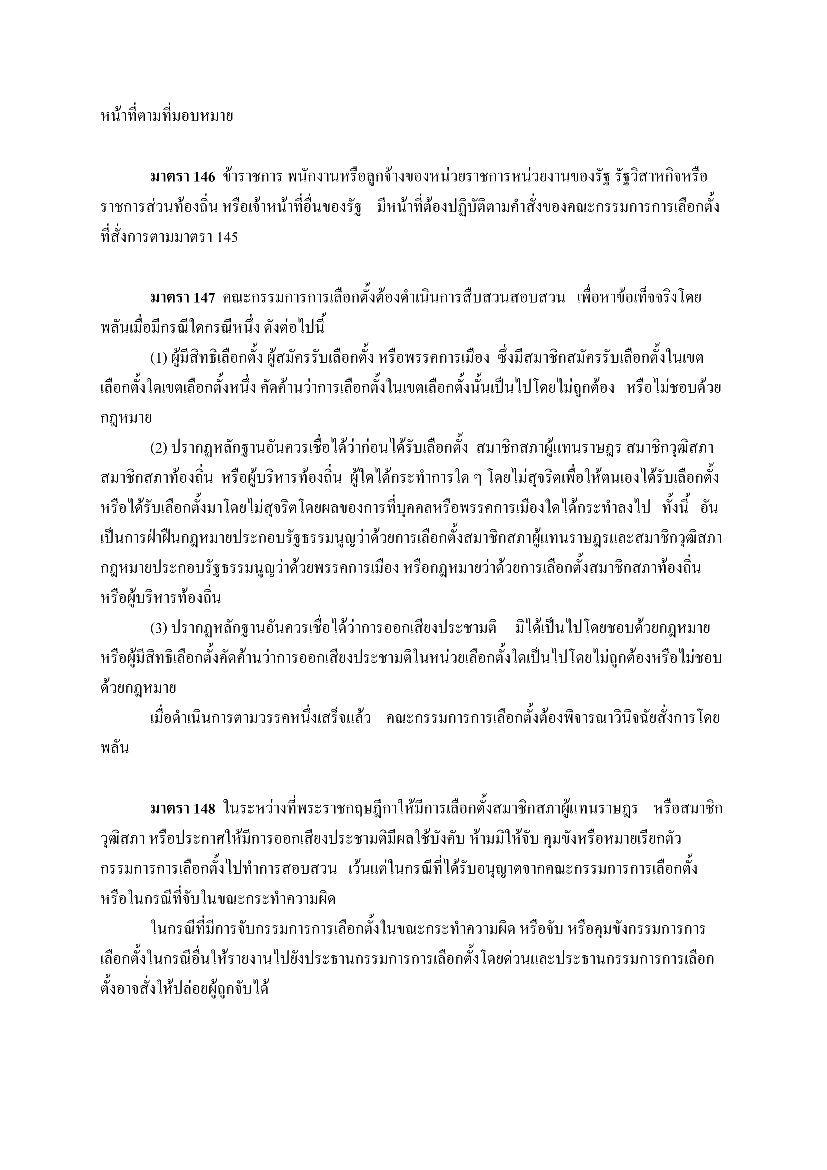 หน้าที่ตามที่มอบหมาย
มาตรา 146 ข้าราชการ พนักงานหรือลูกจ้างของหน่วยราชการหน่วยงานของรัฐ รัฐวิสาหกิจหรือ
ราชการส่วนท้องถิ่น หรือเจ้าหน้าที่อื่นของรัฐ มีหน้าที่ต้องปฏิบัติตามคำสั่งของคณะกรรมการการเลือกตั้ง
ที่สั่งการตามมาตรา 145
มาตรา 147 คณะกรรมการการเลือกตั้งต้องดำเนินการสืบสวนสอบสวน เพื่อหาข้อเท็จจริงโดย
พลันเมื่อมีกรณีใดกรณีหนึ่ง ดังต่อไปนี้
(1) ผู้มีสิทธิเลือกตั้ง ผู้สมัครรับเลือกตั้ง หรือพรรคการเมือง ซึ่งมีสมาชิกสมัครรับเลือกตั้งในเขต
เลือกตั้งใดเขตเลือกตั้งหนึ่ง คัดค้านว่าการเลือกตั้งในเขตเลือกตั้งนั้นเป็นไปโดยไม่ถูกต้อง หรือไม่ชอบด้วย
กฎหมาย
(2) ปรากฏหลักฐานอันควรเชื่อได้ว่าก่อนได้รับเลือกตั้ง สมาชิกสภาผู้แทนราษฎร สมาชิกวุฒิสภา
สมาชิกสภาท้องถิ่น หรือผู้บริหารท้องถิ่น ผู้ใดได้กระทำการใด ๆ โดยไม่สุจริตเพื่อให้ตนเองได้รับเลือกตั้ง
หรือได้รับเลือกตั้งมาโดยไม่สุจริตโดยผลของการที่บุคคลหรือพรรคการเมืองใดได้กระทำลงไป ทั้งนี้ อัน
เป็นการฝ่าฝืนกฎหมายประกอบรัฐธรรมนูญว่าด้วยการเลือกตั้งสมาชิกสภาผู้แทนราษฎรและสมาชิกวุฒิสภา
กฎหมายประกอบรัฐธรรมนูญว่าด้วยพรรคการเมือง หรือกฎหมายว่าด้วยการเลือกตั้งสมาชิกสภาท้องถิ่น
หรือผู้บริหารท้องถิ่น
(3) ปรากฏหลักฐานอันควรเชื่อได้ว่าการออกเสียงประชามติ มิได้เป็นไปโดยชอบด้วยกฎหมาย
หรือผู้มีสิทธิเลือกตั้งคัดค้านว่าการออกเสียงประชามติในหน่วยเลือกตั้งใดเป็นไปโดยไม่ถูกต้องหรือไม่ชอบ
ด้วยกฎหมาย
เมื่อดำเนินการตามวรรคหนึ่งเสร็จแล้ว คณะกรรมการการเลือกตั้งต้องพิจารณาวินิจฉัยสั่งการโดย
พลัน
มาตรา 148 ในระหว่างที่พระราชกฤษฎีกาให้มีการเลือกตั้งสมาชิกสภาผู้แทนราษฎร หรือสมาชิก
วุฒิสภา หรือประกาศให้มีการออกเสียงประชามติมีผลใช้บังคับ ห้ามมิให้จับ คุมขังหรือหมายเรียกตัว
กรรมการการเลือกตั้งไปทำการสอบสวน เว้นแต่ในกรณีที่ได้รับอนุญาตจากคณะกรรมการการเลือกตั้ง
หรือในกรณีที่จับในขณะกระทำความผิด
ในกรณีที่มีการจับกรรมการการเลือกตั้งในขณะกระทำความผิด หรือจับ หรือคุมขังกรรมการการ
เลือกตั้งในกรณีอื่นให้รายงานไปยังประธานกรรมการการเลือกตั้งโดยด่วนและประธานกรรมการการเลือก
ตั้งอาจสั่งให้ปล่อยผู้ถูกจับได้